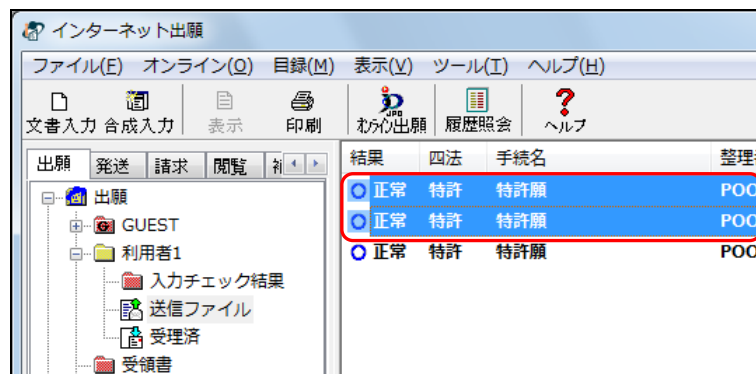 インターネット出願
ファイル(F) オンライン(O) 目録(M) 表示(V) ツール(T) ヘルプ(H)
文書入力 合成入力 表示 印刷 オンライン出願 履歴照会 ヘルプ
出願 発送 請求 閲覧
結果 四法 手続名 整理
正常 特許 特許願 POO
正常 特許 特許願 POO
正常 特許 特許願 POO
出願
GUEST
利用者1
入力チェック結果
送信ファイル
受理済
受領書